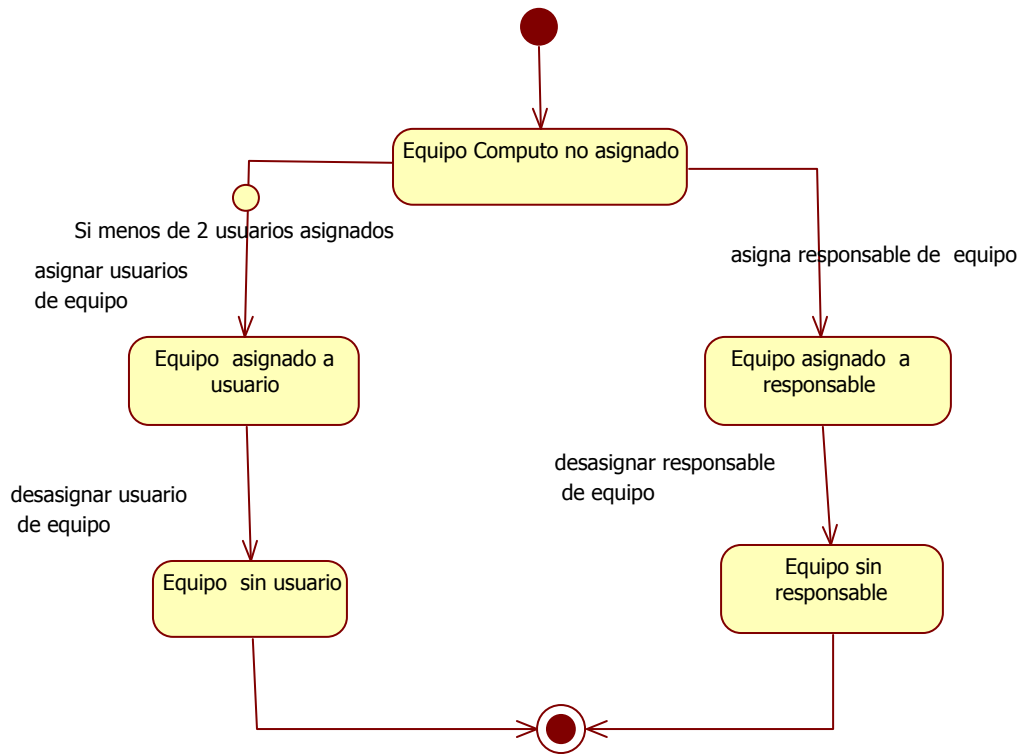 Equipo Computo no asignado
Si menos de 2 usuarios asignados
asignar usuarios
de equipo
asigna responsable de equipo
Equipo asignado a
usuario
Equipo asignado a
responsable
desasignar usuario
de equipo
desasignar responsable
de equipo
Equipo sin usuario
Equipo sin
responsable